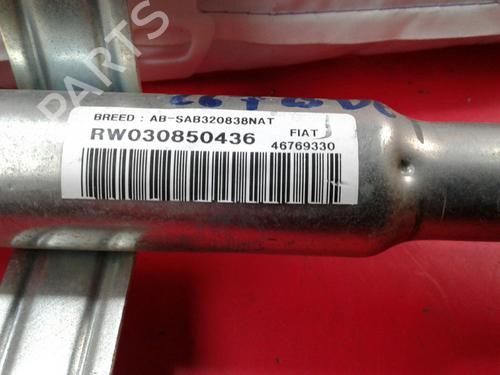 PARTS
BREED : AB-SAB320838NAT
RW030850436 FIAT
46769330